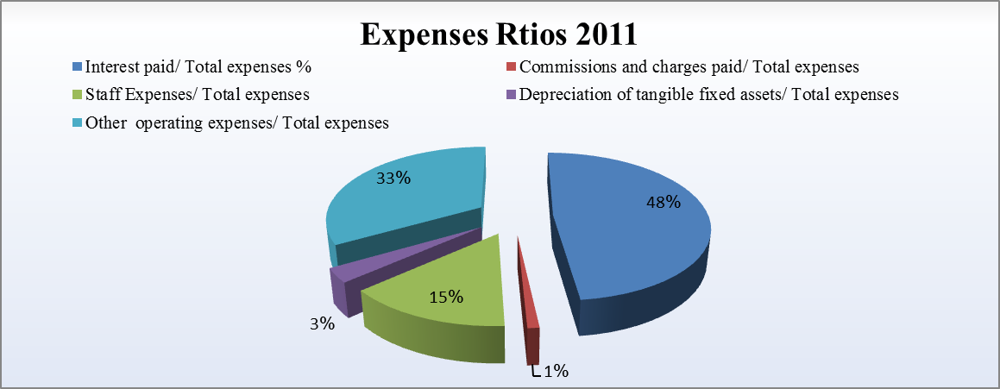 Expenses Rtios 2011
Interest paid/ Total expenses %
Commissions and charges paid/ Total expenses
Staff Expenses/ Total expenses
Depreciation of tangible fixed assets/ Total expenses
Other  operating expenses/ Total expenses
33%
48%
15%
3%
1%